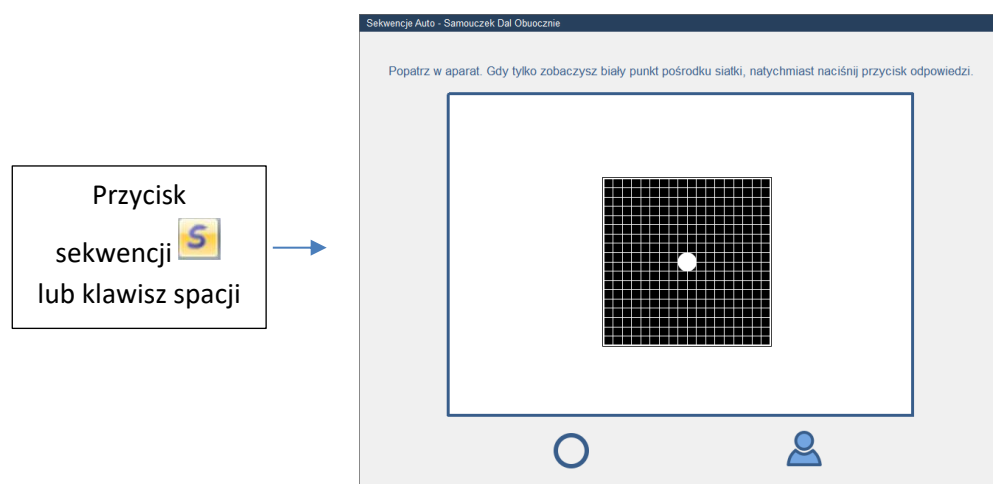 Sekwencje Auto - Samouczek Dal Obuocznie
Popatrz w aparat. Gdy tylko zobaczysz biały punkt pośrodku siatki, natychmiast naciśnij przycisk odpowiedzi.
Przycisk
sekwencji S
lub klawisz spacji